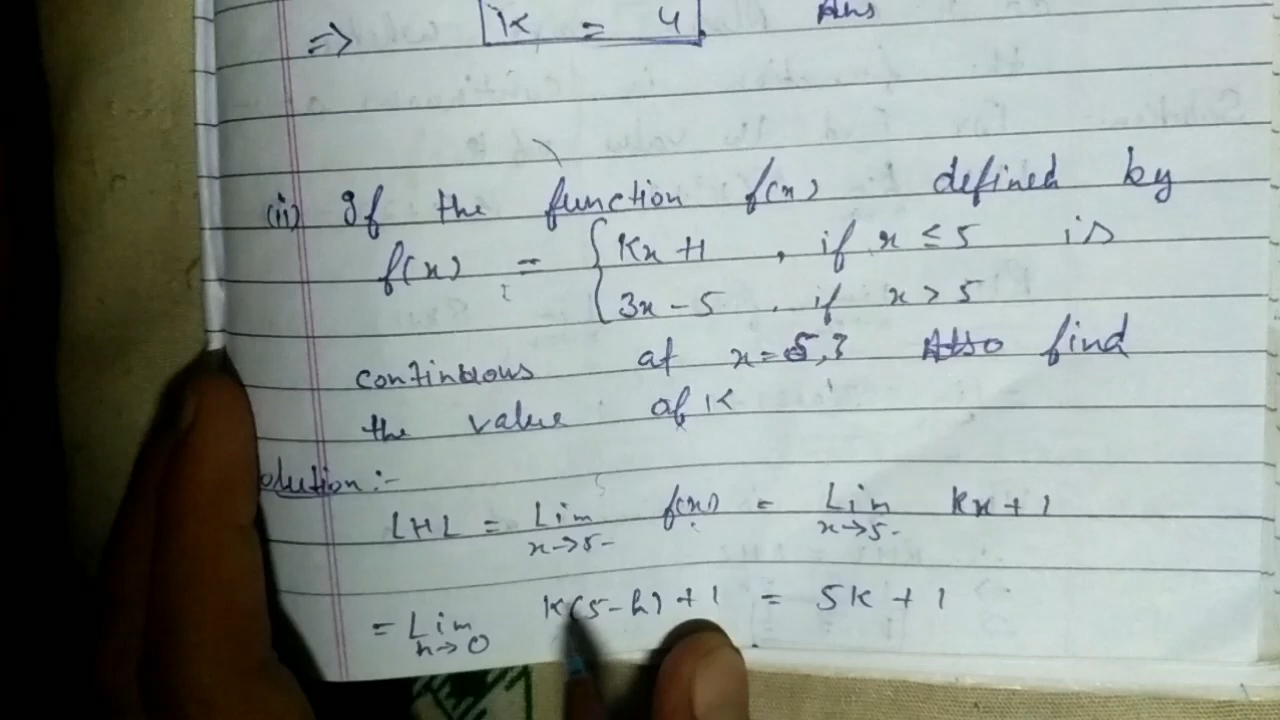 => K = 4 Ans
(ii) If the function f(x) defined by
f(x) = { Kx +1 , if x ≤ 5 is
3x - 5 , if x > 5
continuous at x = 5, ? Also find
the value of K
olution :-
LHL = Lim x→5- f(x) = Lim x→5- Kx + 1
= Lim h→0 K(5-h) + 1 = 5K + 1